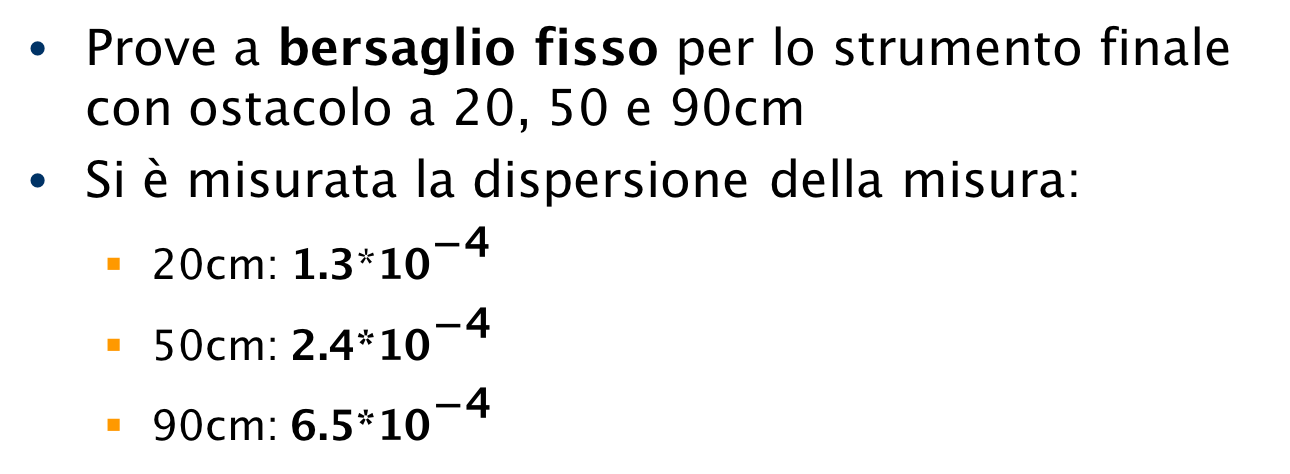 • Prove a bersaglio fisso per lo strumento finale
con ostacolo a 20, 50 e 90cm
• Si è misurata la dispersione della misura:
▪ 20cm: 1.3*10⁻⁴
▪ 50cm: 2.4*10⁻⁴
▪ 90cm: 6.5*10⁻⁴